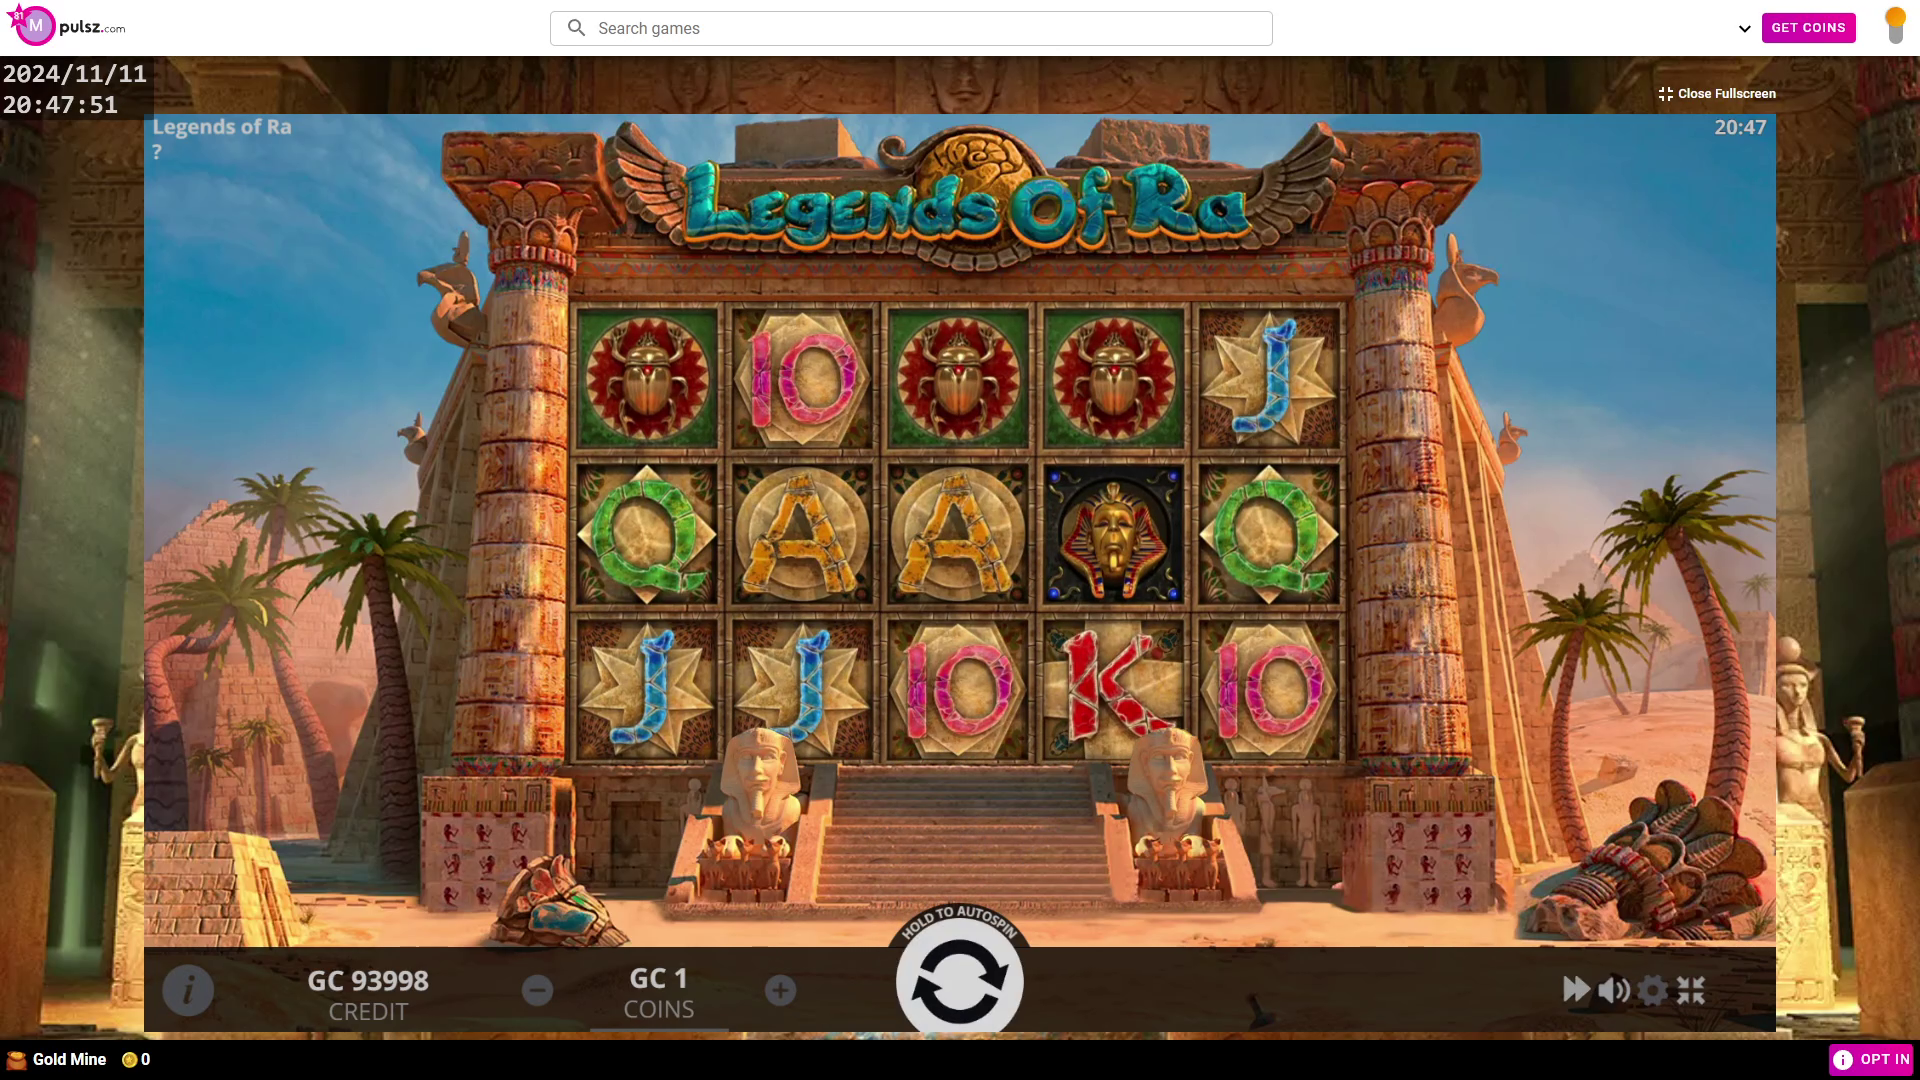 81
M
pulsz.com
Search games
GET COINS
2024/11/11
20:47:51
Close Fullscreen
Legends of Ra
20:47
?
Legends Of Ra
10
J
Q
A
A
Q
J
J
10
K
10
HOLD TO AUTOSPIN
i
GC 93998
CREDIT
GC 1
COINS
Gold Mine
0
i
OPT IN